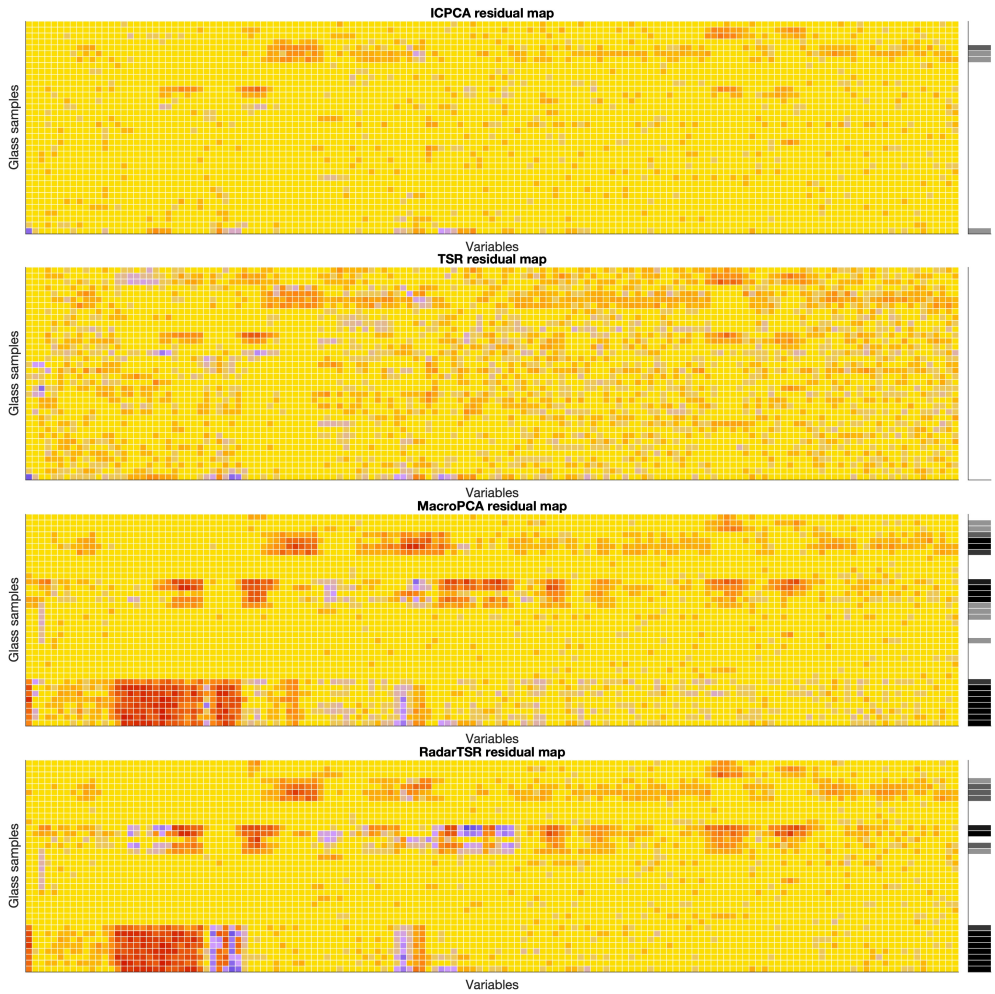 ICPCA residual map
Glass samples
Variables
TSR residual map
Glass samples
Variables
MacroPCA residual map
Glass samples
Variables
RadarTSR residual map
Glass samples
Variables